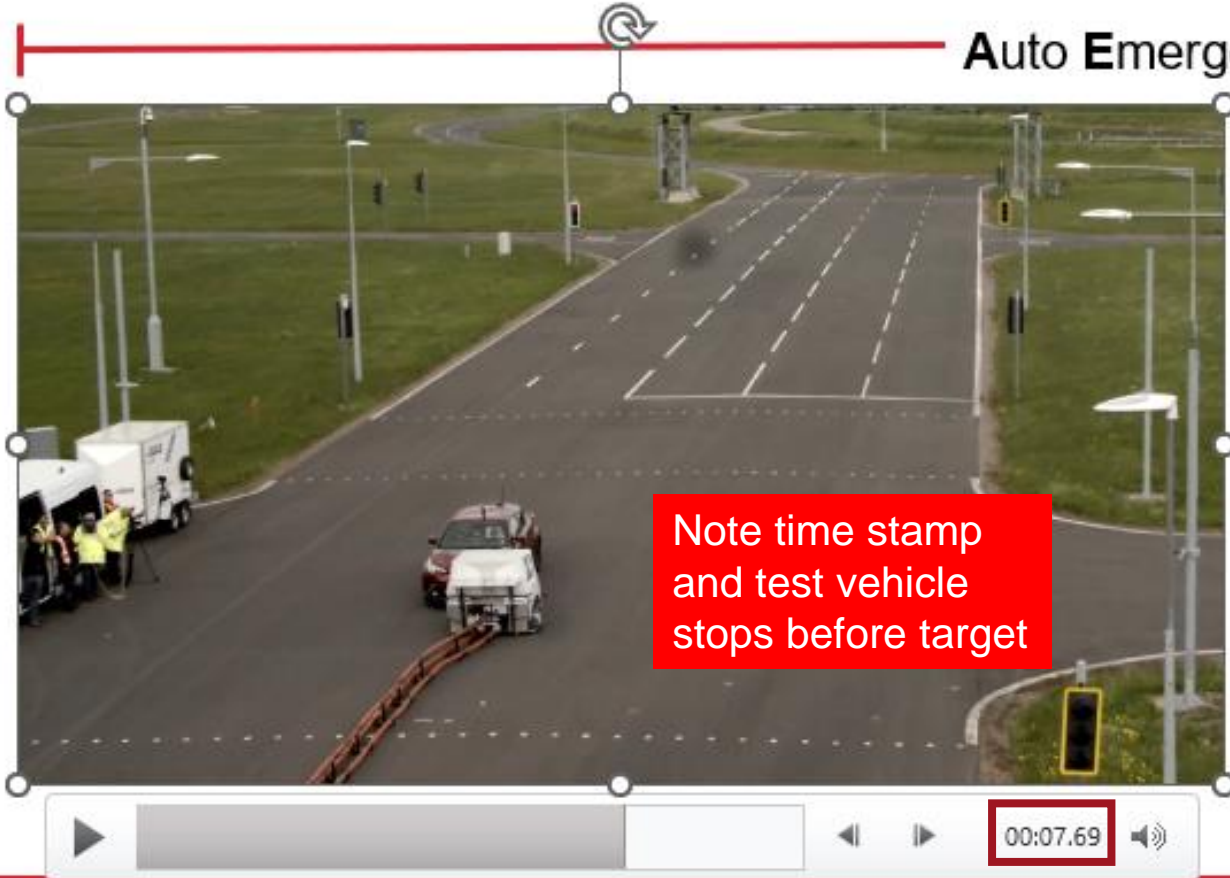 Auto Emerg
Note time stamp
and test vehicle
stops before target
00:07.69